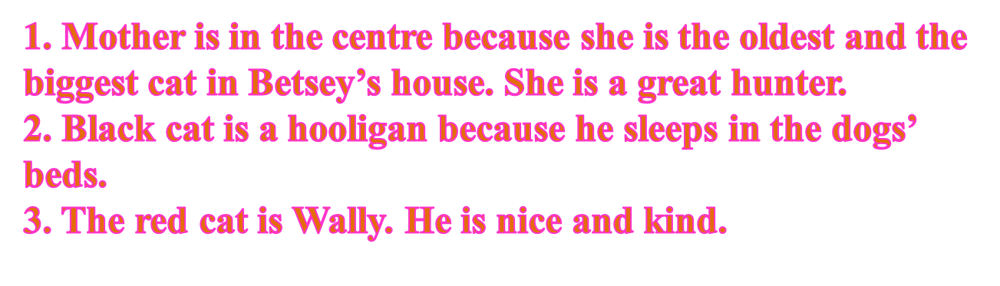 1. Mother is in the centre because she is the oldest and the
biggest cat in Betsey’s house. She is a great hunter.
2. Black cat is a hooligan because he sleeps in the dogs’
beds.
3. The red cat is Wally. He is nice and kind.